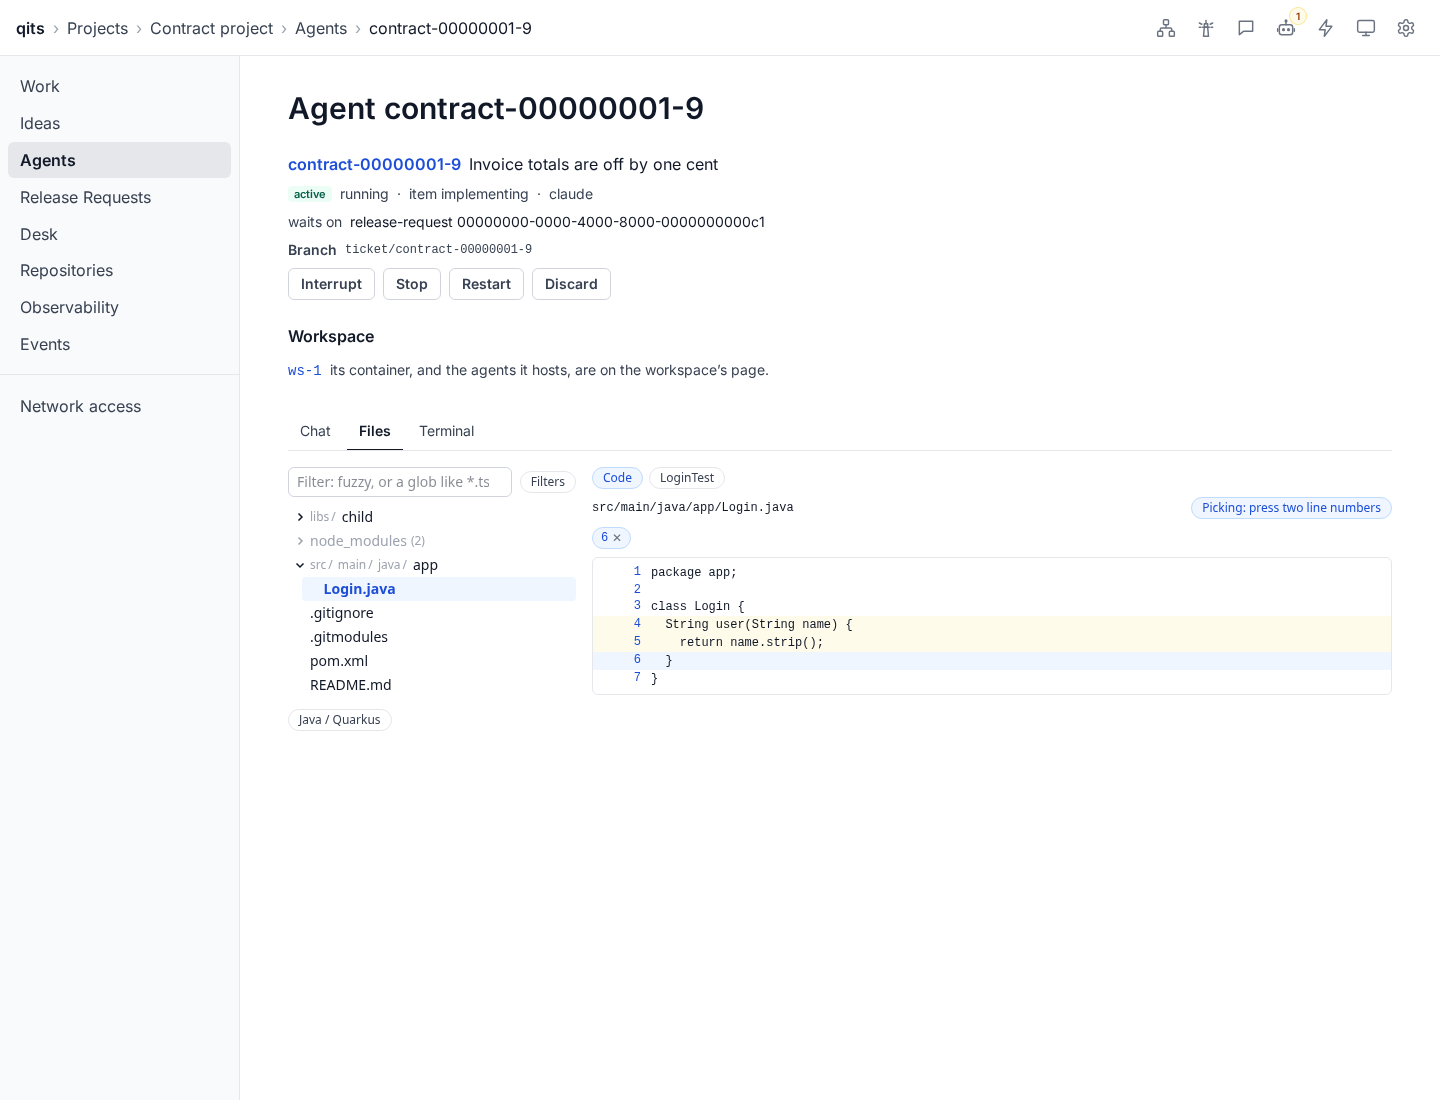 qits › Projects › Contract project › Agents › contract-00000001-9
1
Work
Ideas
Agents
Release Requests
Desk
Repositories
Observability
Events
Network access
Agent contract-00000001-9
contract-00000001-9 Invoice totals are off by one cent
active running · item implementing · claude
waits on release-request 00000000-0000-4000-8000-0000000000c1
Branch ticket/contract-00000001-9
Interrupt Stop Restart Discard
Workspace
ws-1 its container, and the agents it hosts, are on the workspace’s page.
Chat Files Terminal
Filter: fuzzy, or a glob like *.ts Filters
libs/ child
node_modules (2)
src/ main/ java/ app
Login.java
.gitignore
.gitmodules
pom.xml
README.md
Java / Quarkus
Code LoginTest
src/main/java/app/Login.java Picking: press two line numbers
6 ×
1 package app;
2
3 class Login {
4 String user(String name) {
5 return name.strip();
6 }
7 }